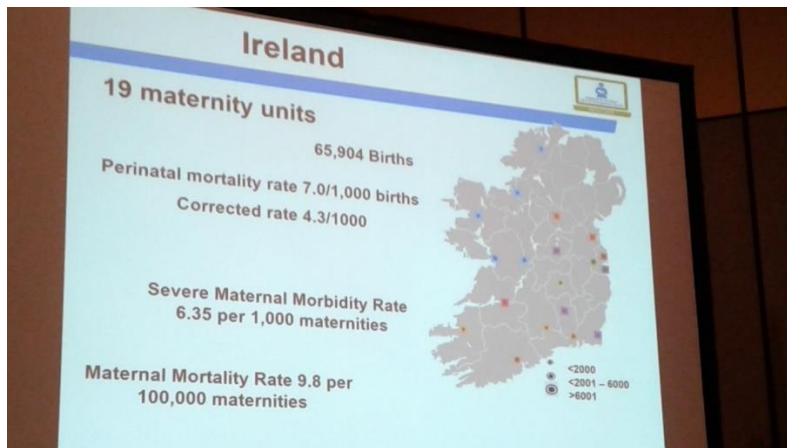 Ireland
19 maternity units
65,904 Births
Perinatal mortality rate 7.0/1,000 births
Corrected rate 4.3/1000
Severe Maternal Morbidity Rate
6.35 per 1,000 maternities
Maternal Mortality Rate 9.8 per
100,000 maternities
<2000
<2001 – 6000
>6001